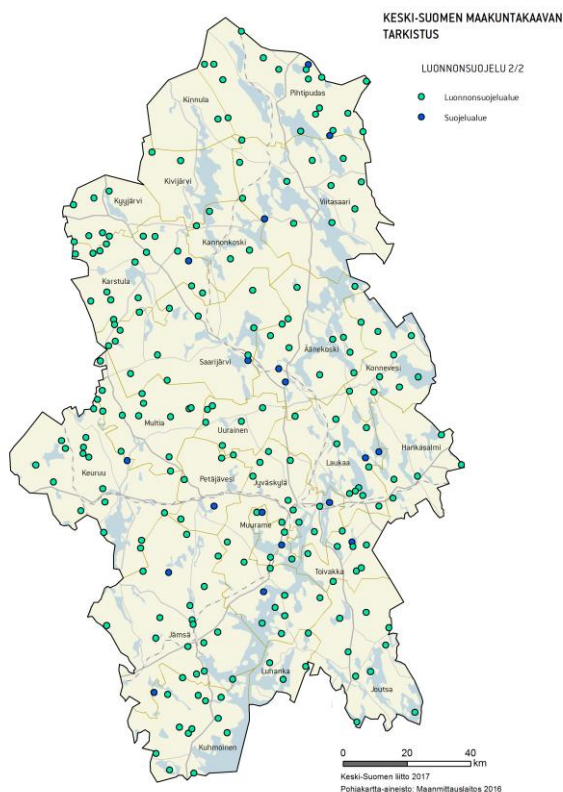 KESKI-SUOMEN MAAKUNTAKAAVAN
TARKISTUS
LUONNONSUOJELU 2/2
Luonnonsuojelualue
Suojelualue
Pihtipudas
Kinnula
Kivijärvi
Kyyjärvi
Viitasaari
Kannonkoski
Karstula
Äänekoski
Saarijärvi
Konnevesi
Multia
Uurainen
Hankasalmi
Laukaa
Keuruu
Petäjävesi
Jyväskylä
Muurame
Toivakka
Jämsä
Luhanka
Joutsa
Kuhmoinen
0 20 40
km
Keski-Suomen liitto 2017
Pohjakartta-aineisto: Maanmittauslaitos 2016